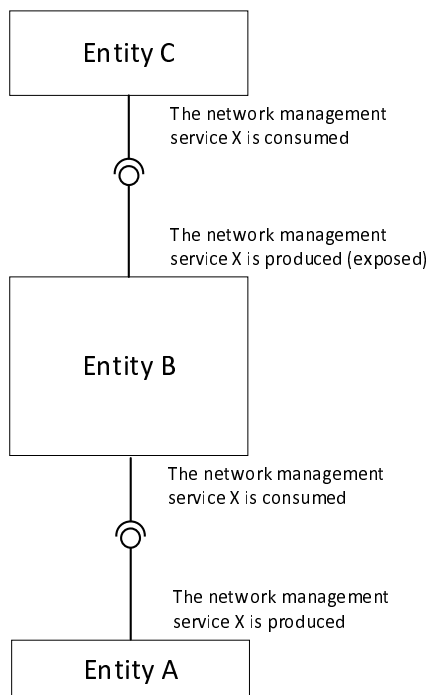 Entity C
The network management
service X is consumed
The network management
service X is produced (exposed)
Entity B
The network management
service X is consumed
The network management
service X is produced
Entity A